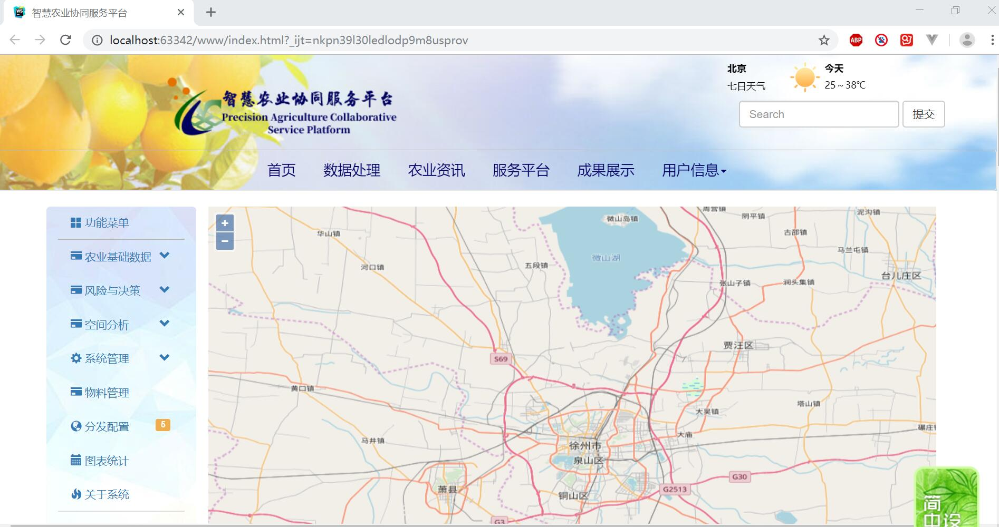 智慧农业协同服务平台
localhost:63342/www/index.html?_ijt=nkpn39l30ledlodp9m8usprov
ABP
智慧农业协同服务平台
Precision Agriculture Collaborative
Service Platform
北京
今天
七日天气
25～38℃
Search
提交
首页
数据处理
农业资讯
服务平台
成果展示
用户信息
功能菜单
农业基础数据
风险与决策
空间分析
系统管理
物料管理
分发配置
5
图表统计
关于系统
+
−
周营镇
阴平镇
泥沟镇
微山岛镇
华山镇
古邵镇
马兰屯镇
微山湖
五段镇
河口镇
台儿庄区
张山子镇
涧头集镇
贾汪区
S69
黄口镇
塔山镇
大吴镇
碾庄
大庙
马井镇
徐州市
泉山区
G30
萧县
G2513
铜山区
G3
简
中设